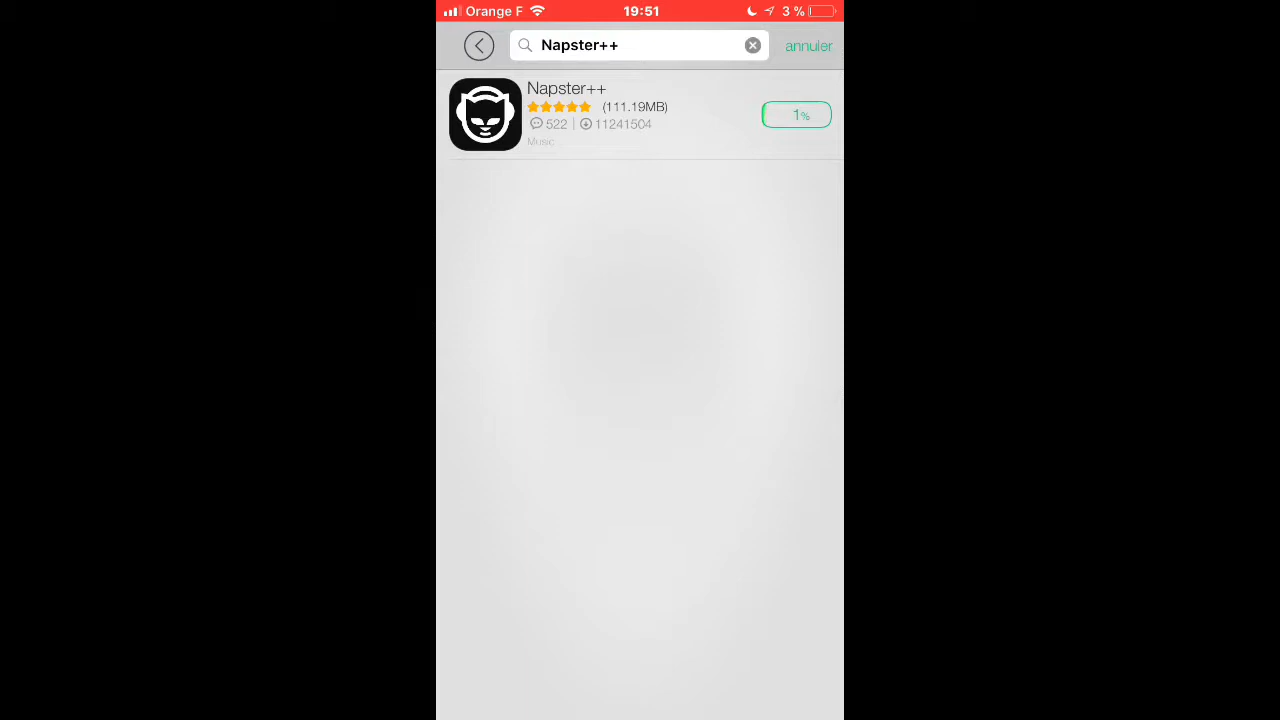 Orange F 19:51 3 %
Napster++ annuler
Napster++
(111.19MB)
1%
522 | 11241504
Music